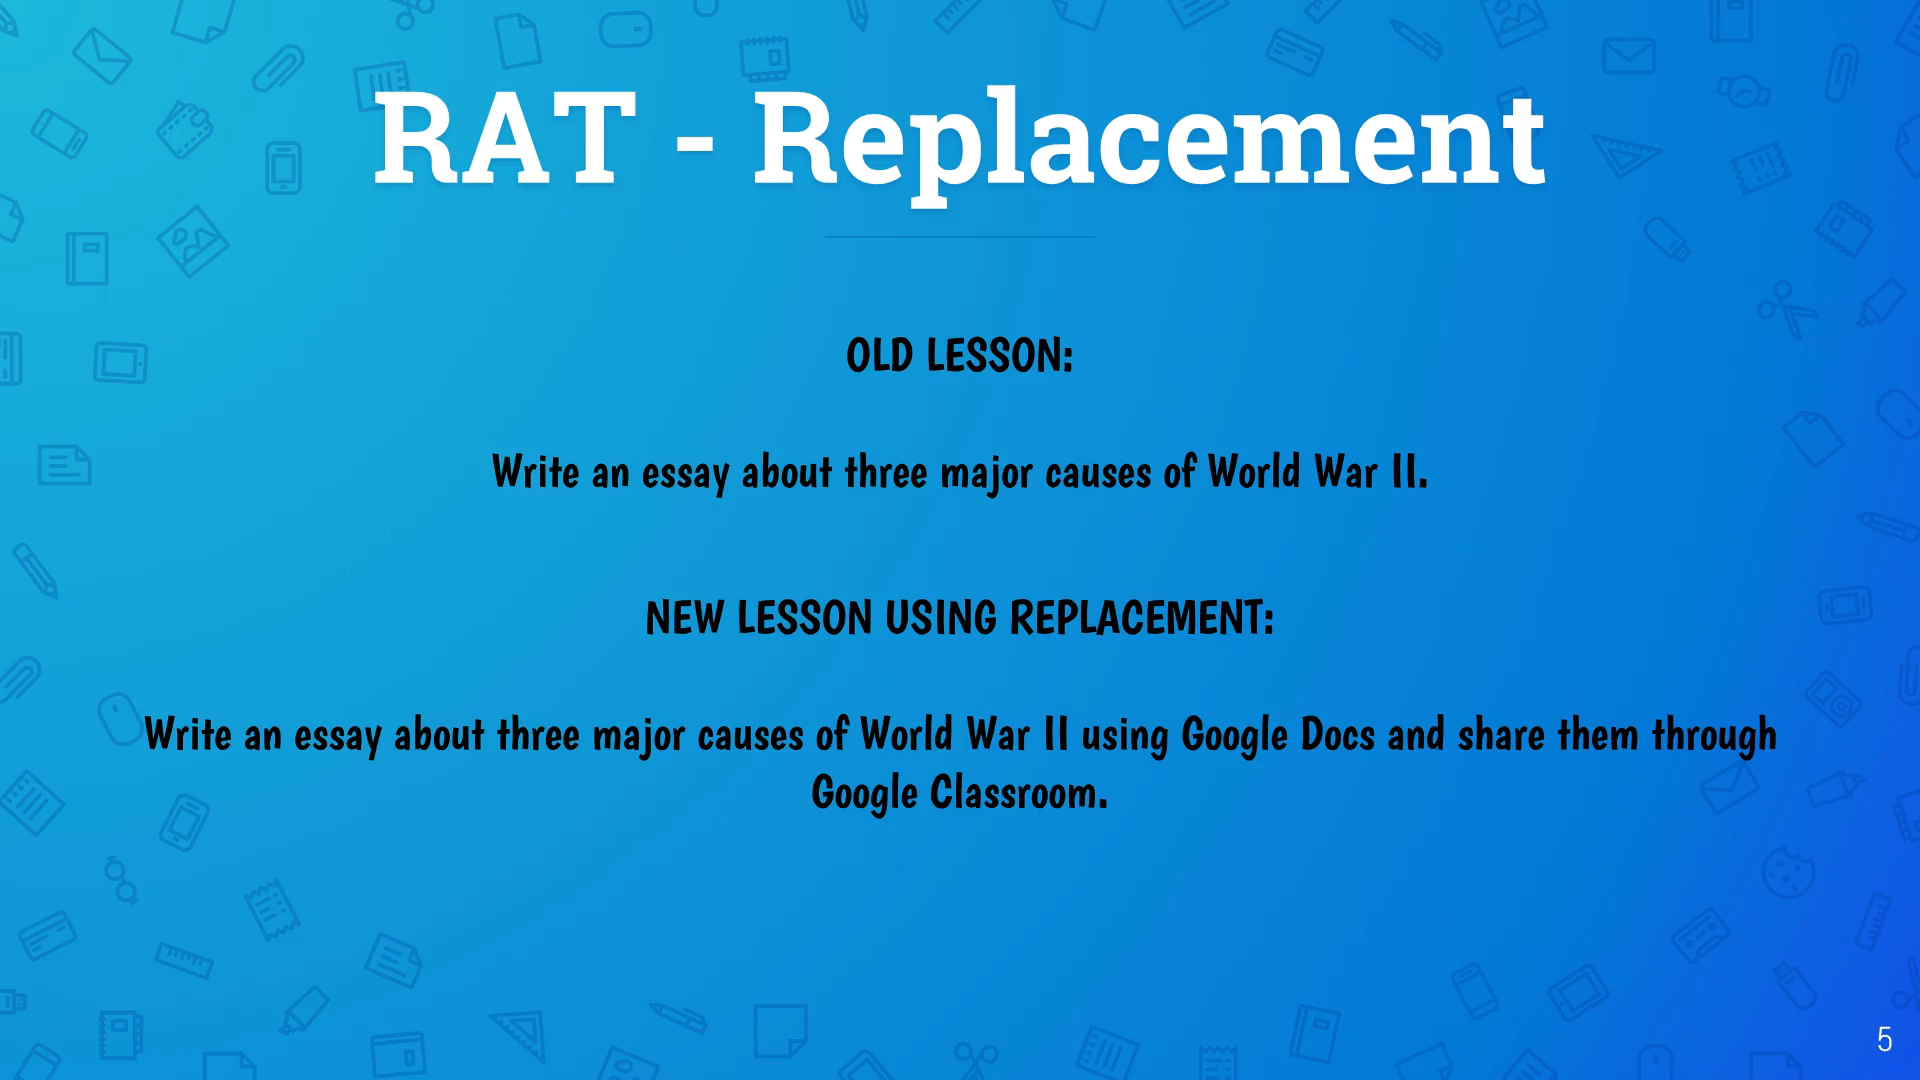 RAT - Replacement
OLD LESSON:
Write an essay about three major causes of World War II.
NEW LESSON USING REPLACEMENT:
Write an essay about three major causes of World War II using Google Docs and share them through
Google Classroom.
5